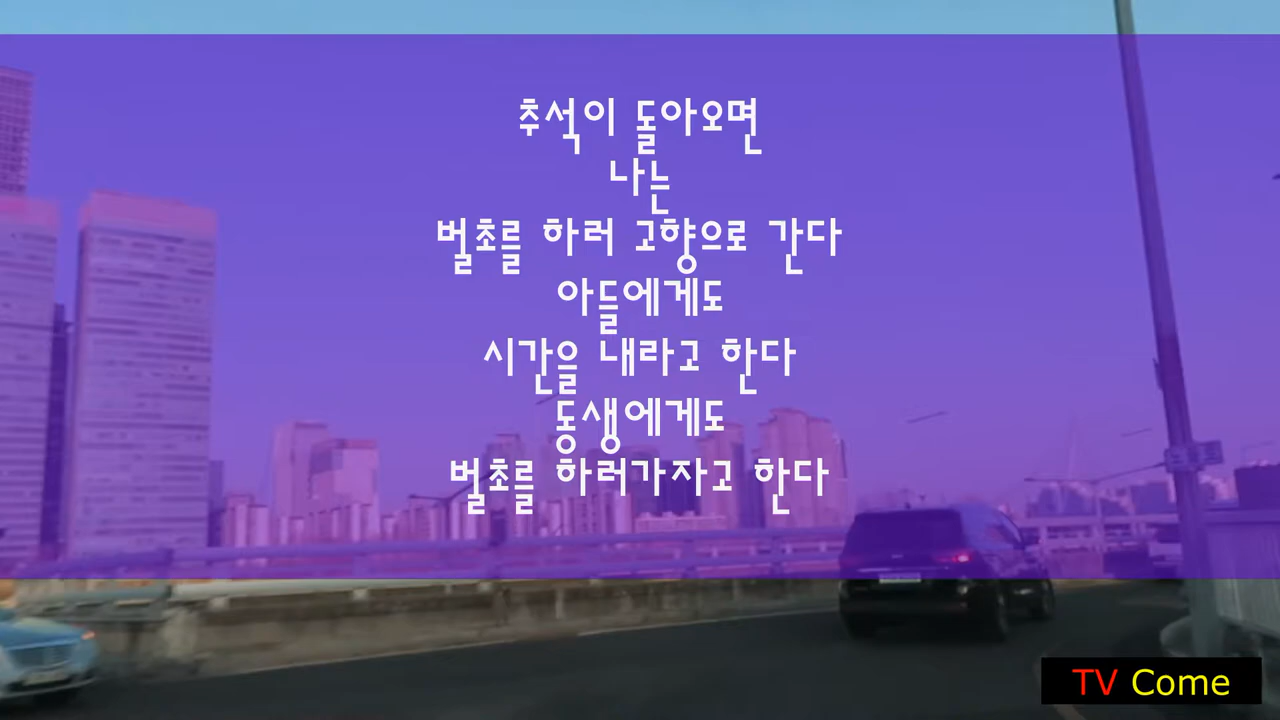 추석이 돌아오면
나는
벌초를 하러 고향으로 간다
아들에게도
시간을 내라고 한다
동생에게도
벌초를 하러가자고 한다
TV Come